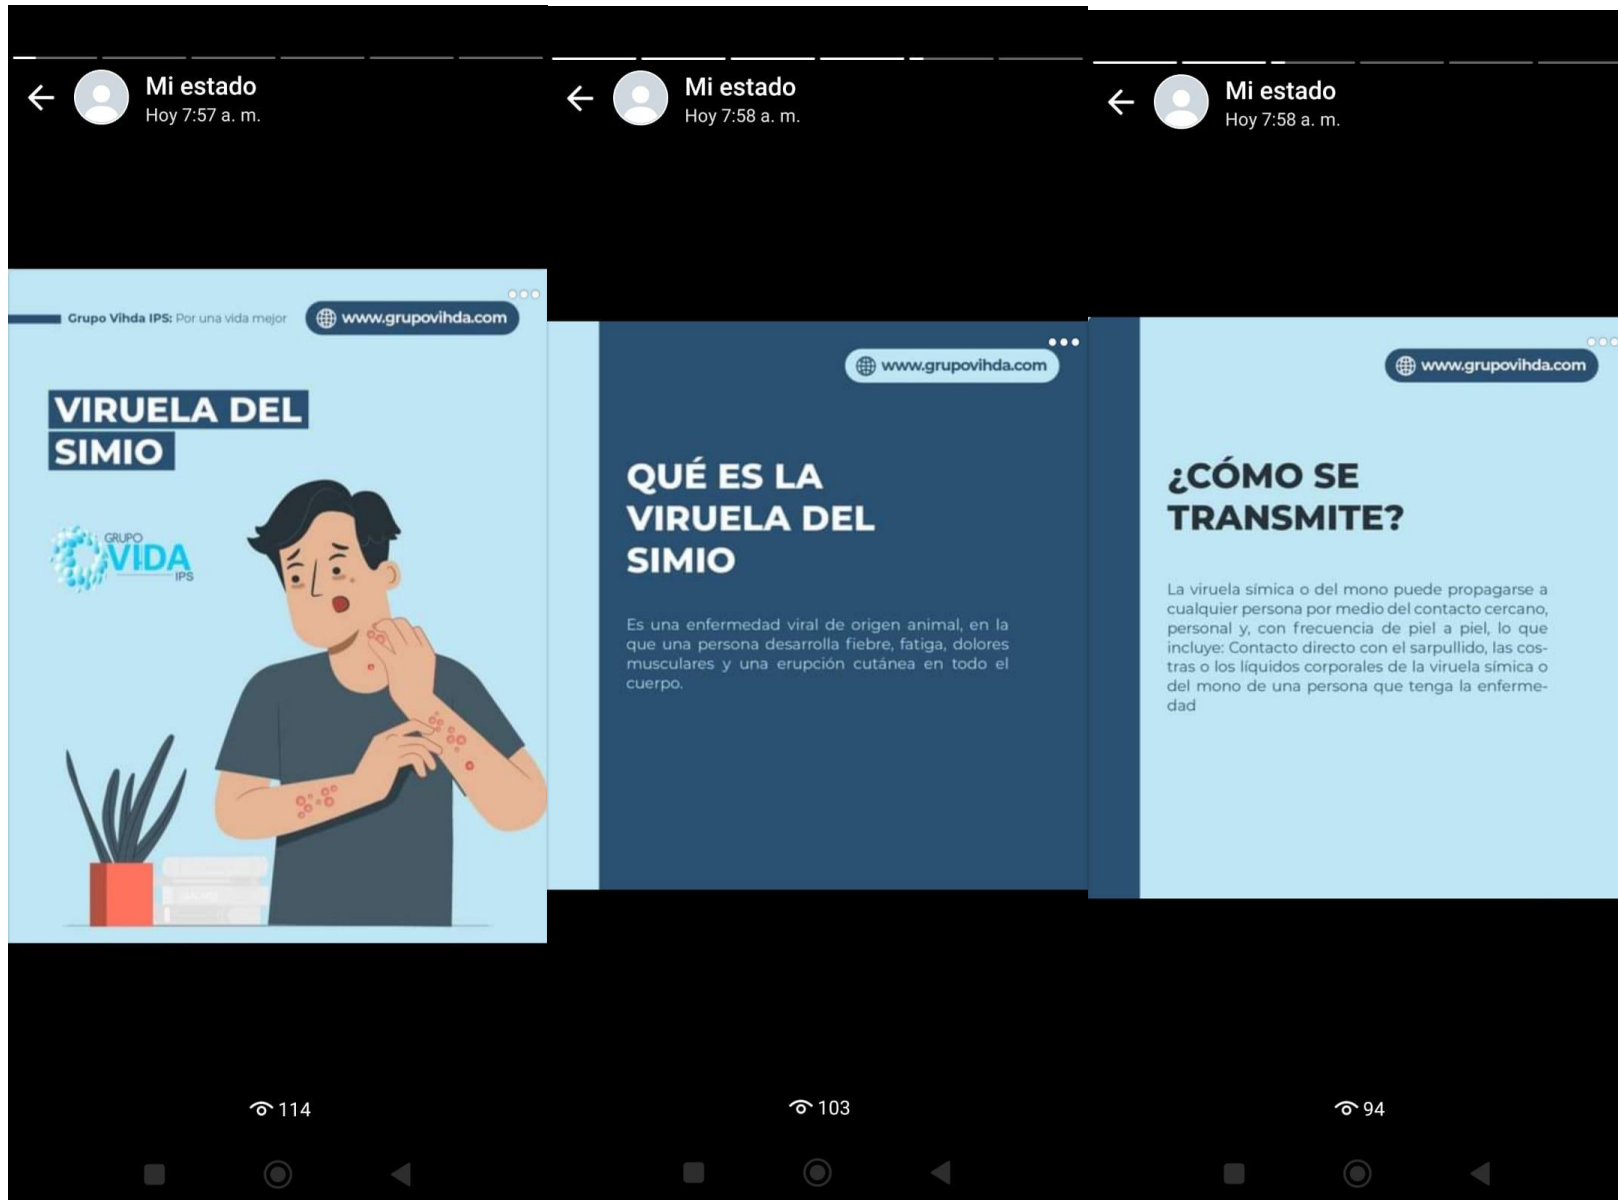 Mi estado
Hoy 7:57 a. m.
Grupo Vihda IPS: Por una vida mejor
www.grupovihda.com
VIRUELA DEL
SIMIO
GRUPO
VIDA
IPS
114
Mi estado
Hoy 7:58 a. m.
www.grupovihda.com
QUÉ ES LA
VIRUELA DEL
SIMIO
Es una enfermedad viral de origen animal, en la
que una persona desarrolla fiebre, fatiga, dolores
musculares y una erupción cutánea en todo el
cuerpo.
103
Mi estado
Hoy 7:58 a. m.
www.grupovihda.com
¿CÓMO SE
TRANSMITE?
La viruela símica o del mono puede propagarse a
cualquier persona por medio del contacto cercano,
personal y, con frecuencia de piel a piel, lo que
incluye: Contacto directo con el sarpullido, las cos-
tras o los líquidos corporales de la viruela símica o
del mono de una persona que tenga la enferme-
dad
94